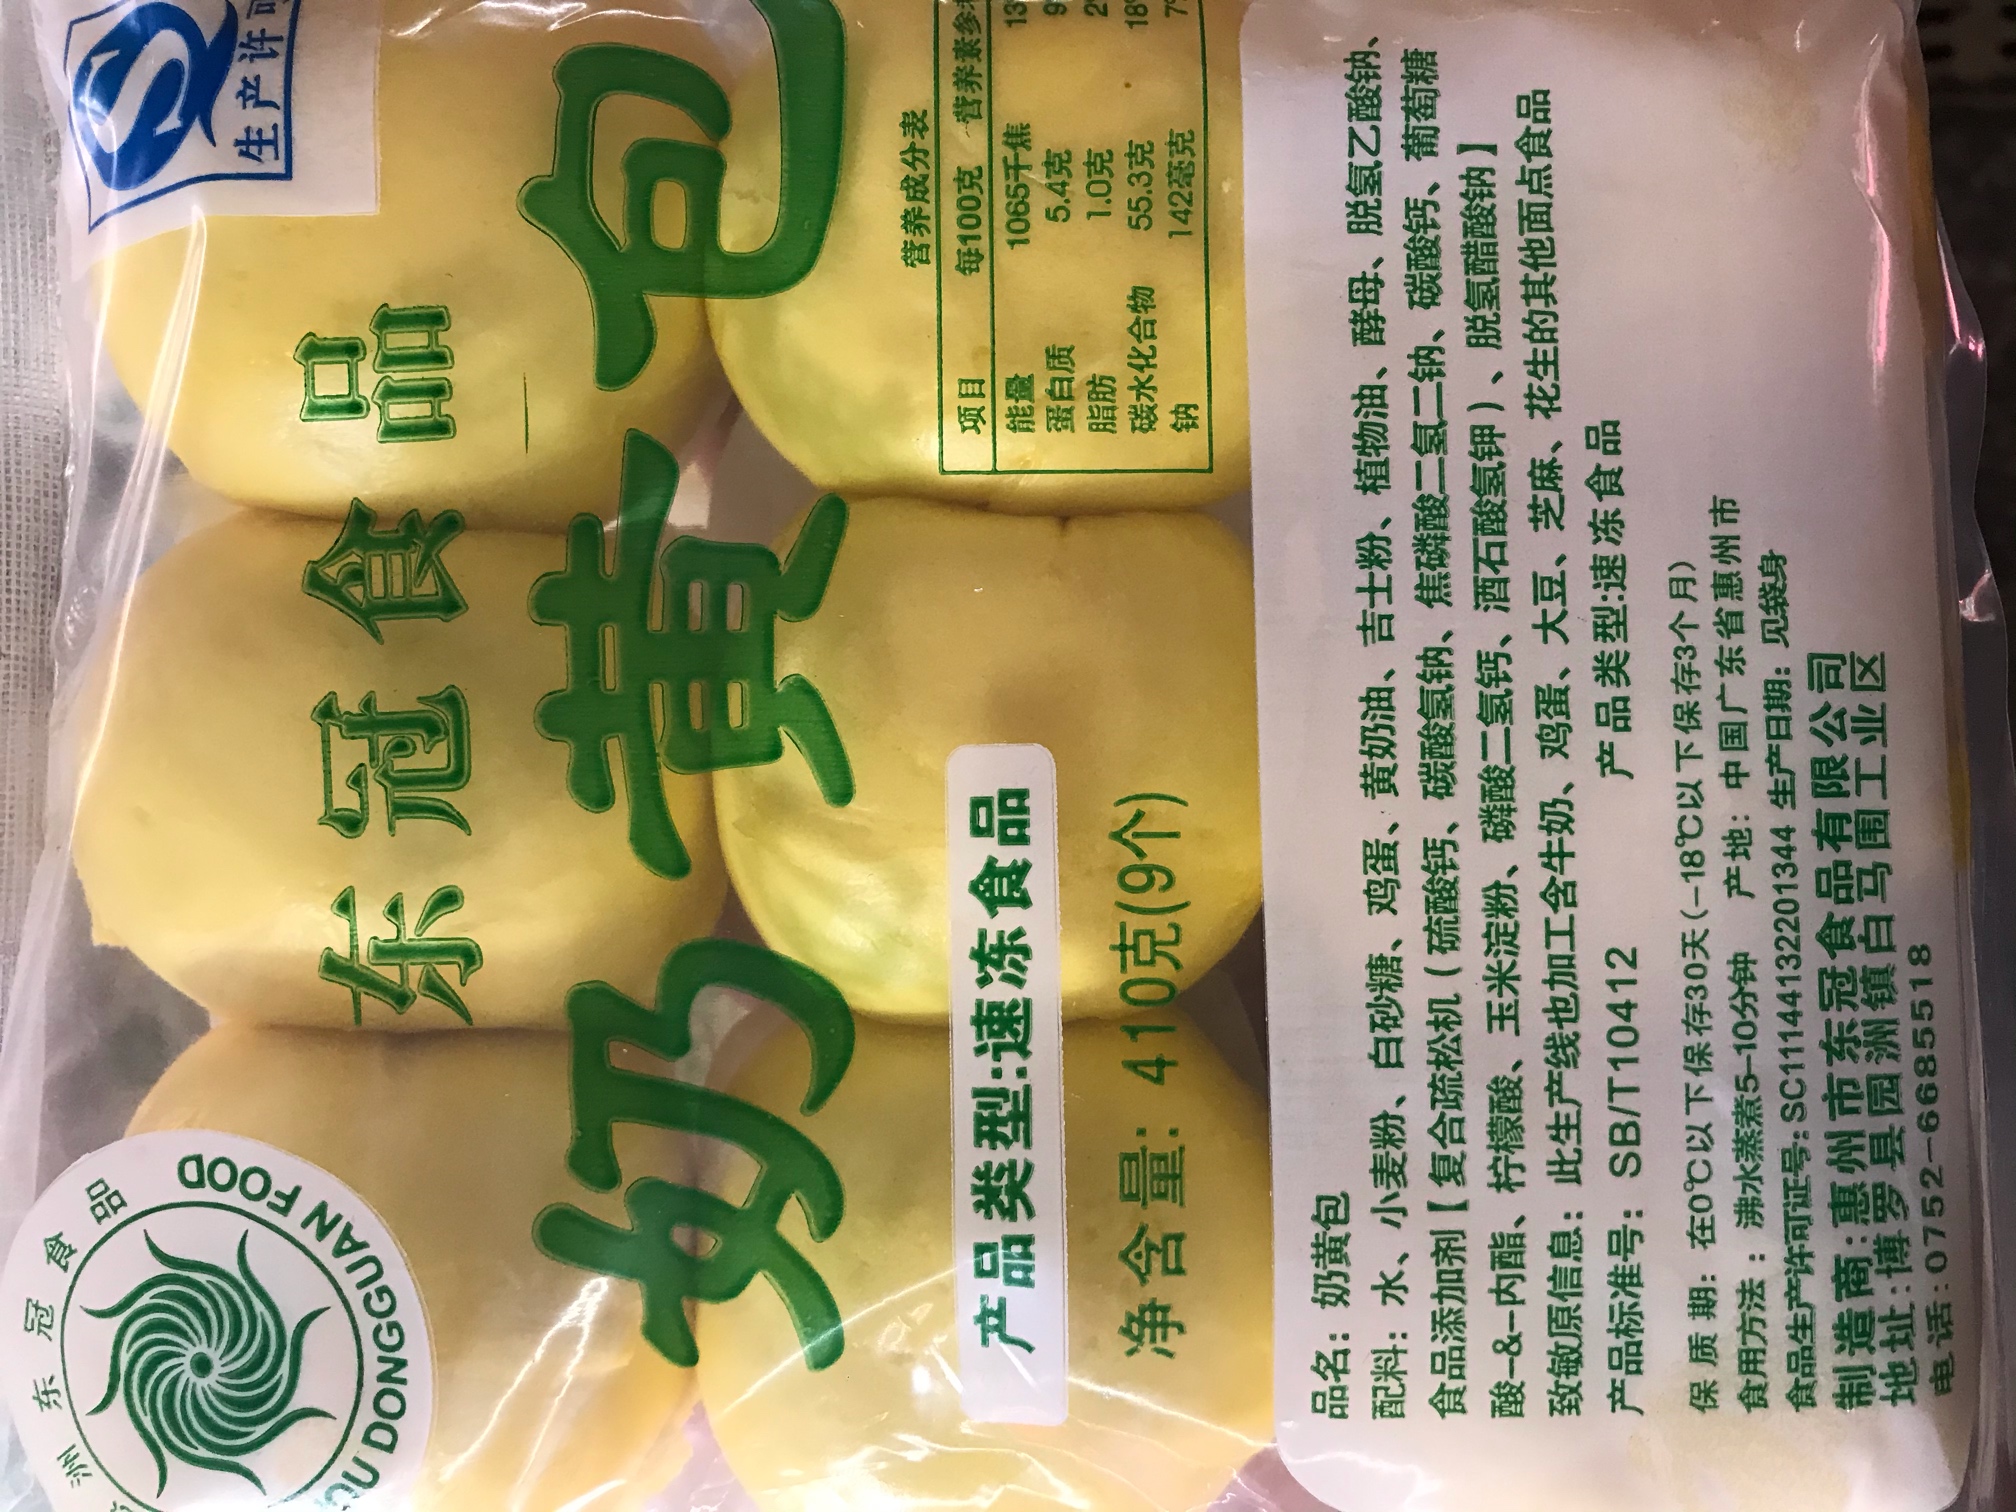 生产许可
东冠食品
洲东冠食品
DONGGUAN FOOD
奶黄包
产品类型:速冻食品
净含量: 410克(9个)
营养成分表
项目 每100克 营养素参
能量 1065千焦 13
蛋白质 5.4克 9
脂肪 1.0克 2
碳水化合物 55.3克 18
钠 142毫克 7
品名: 奶黄包
配料: 水、小麦粉、白砂糖、鸡蛋、黄奶油、吉士粉、植物油、酵母、脱氢乙酸钠、
食品添加剂【复合疏松机(硫酸钙、碳酸氢钠、焦磷酸二氢二钠、碳酸钙、葡萄糖
酸-&-内酯、柠檬酸、玉米淀粉、磷酸二氢钙、酒石酸氢钾)、脱氢醋酸钠】
致敏原信息: 此生产线也加工含牛奶、鸡蛋、大豆、芝麻、花生的其他面点食品
产品标准号: SB/T10412 产品类型:速冻食品
保质期: 在0℃以下保存30天(-18℃以下保存3个月)
食用方法: 沸水蒸煮5-10分钟 产地: 中国广东省惠州市
食品生产许可证号:SC11144132201344 生产日期: 见袋身
制造商:惠州市东冠食品有限公司
地址:博罗县园洲镇白马围工业区
电话:0752-6685518